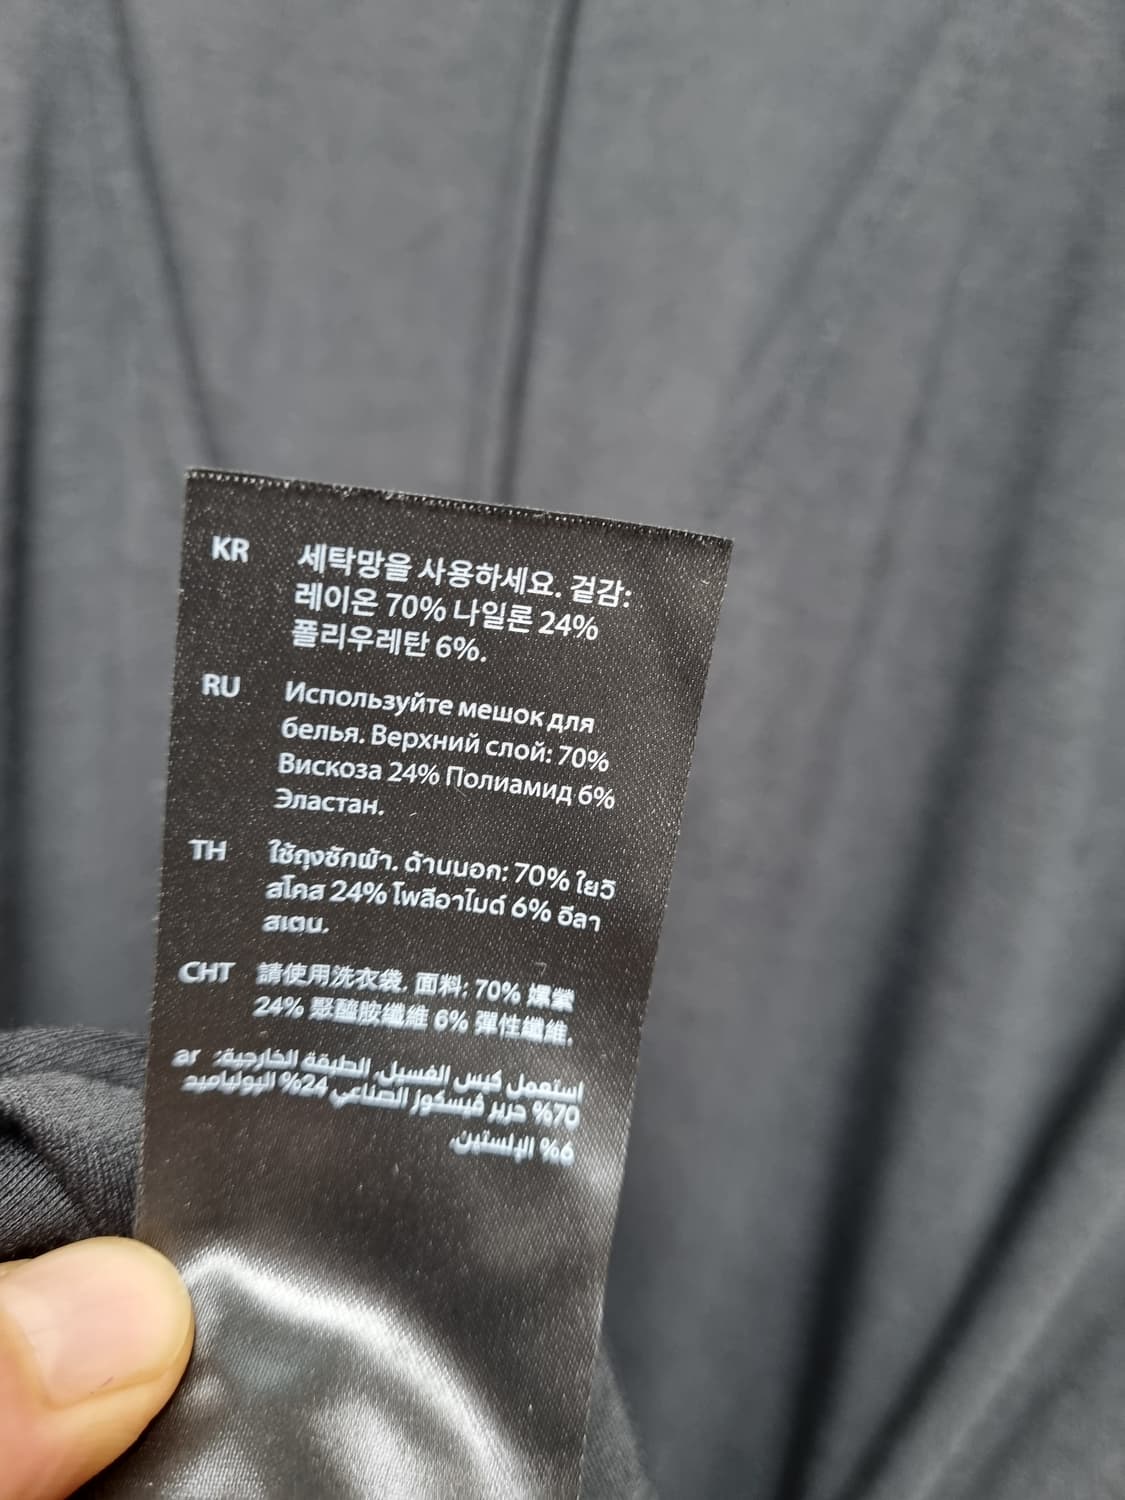 KR 세탁망을 사용하세요. 겉감:
레이온 70% 나일론 24%
폴리우레탄 6%.
RU Используйте мешок для
белья. Верхний слой: 70%
Вискоза 24% Полиамид 6%
Эластан.
TH ใช้ถุงซักผ้า. ด้านนอก: 70% ใยวิ
สโคส 24% โพลีอาไมด์ 6% อีลา
สเตน.
CHT 請使用洗衣袋. 面料: 70% 嫘縈
24% 聚醯胺纖維 6% 彈性纖維.
ar استعمل كيس الغسيل. الطبقة الخارجية:
70% حرير ڤيسكوز الصناعي 24% البولياميد
6% الإلستين.